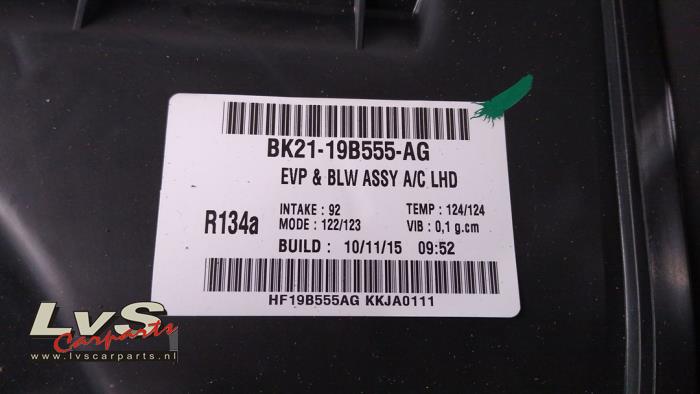 BK21-19B555-AG
EVP & BLW ASSY A/C LHD
R134a
INTAKE : 92 TEMP : 124/124
MODE : 122/123 VIB : 0,1 g.cm
BUILD : 10/11/15 09:52
HF19B555AG KKJA0111
LvS
Carparts
www.lvscarparts.nl